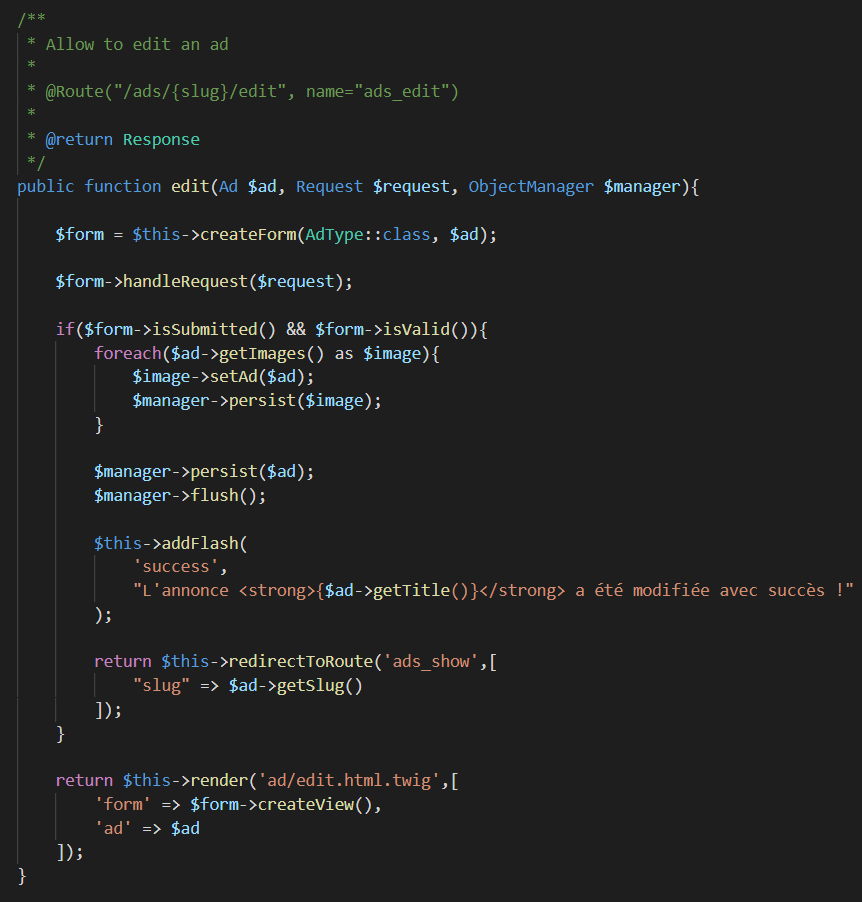 /**
 * Allow to edit an ad
 *
 * @Route("/ads/{slug}/edit", name="ads_edit")
 *
 * @return Response
 */
public function edit(Ad $ad, Request $request, ObjectManager $manager){

    $form = $this->createForm(AdType::class, $ad);

    $form->handleRequest($request);

    if($form->isSubmitted() && $form->isValid()){
        foreach($ad->getImages() as $image){
            $image->setAd($ad);
            $manager->persist($image);
        }

        $manager->persist($ad);
        $manager->flush();

        $this->addFlash(
            'success',
            "L'annonce <strong>{$ad->getTitle()}</strong> a été modifiée avec succès !"
        );

        return $this->redirectToRoute('ads_show',[
            "slug" => $ad->getSlug()
        ]);
    }

    return $this->render('ad/edit.html.twig',[
        'form' => $form->createView(),
        'ad' => $ad
    ]);
}